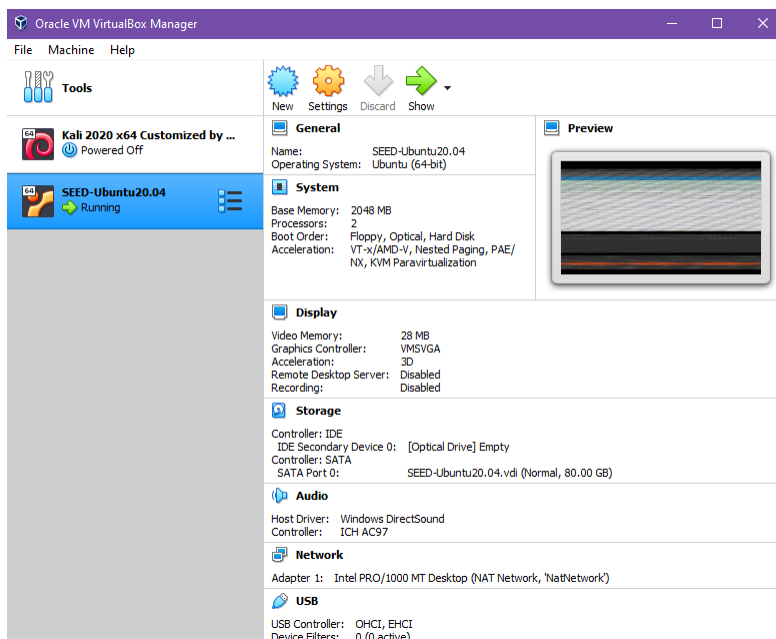 Oracle VM VirtualBox Manager
File Machine Help
Tools
New Settings Discard Show
64
Kali 2020 x64 Customized by ...
Powered Off
64
SEED-Ubuntu20.04
Running
General
Name: SEED-Ubuntu20.04
Operating System: Ubuntu (64-bit)
Preview
System
Base Memory: 2048 MB
Processors: 2
Boot Order: Floppy, Optical, Hard Disk
Acceleration: VT-x/AMD-V, Nested Paging, PAE/
NX, KVM Paravirtualization
Display
Video Memory: 28 MB
Graphics Controller: VMSVGA
Acceleration: 3D
Remote Desktop Server: Disabled
Recording: Disabled
Storage
Controller: IDE
IDE Secondary Device 0: [Optical Drive] Empty
Controller: SATA
SATA Port 0: SEED-Ubuntu20.04.vdi (Normal, 80.00 GB)
Audio
Host Driver: Windows DirectSound
Controller: ICH AC97
Network
Adapter 1: Intel PRO/1000 MT Desktop (NAT Network, 'NatNetwork')
USB
USB Controller: OHCI, EHCI
Device Filters: 0 (0 active)